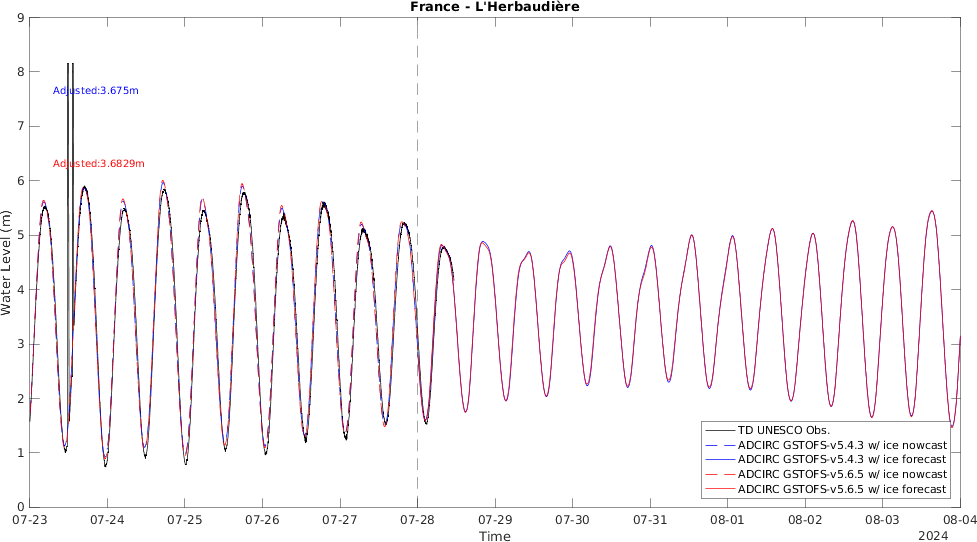 France - L'Herbaudière
9
8
Adjusted:3.675m
7
Adjusted:3.6829m
6
5
Water Level (m)
4
3
2
1
0
TD UNESCO Obs.
ADCIRC GSTOFS-v5.4.3 w/ ice nowcast
ADCIRC GSTOFS-v5.4.3 w/ ice forecast
ADCIRC GSTOFS-v5.6.5 w/ ice nowcast
ADCIRC GSTOFS-v5.6.5 w/ ice forecast
07-23 07-24 07-25 07-26 07-27 07-28 07-29 07-30 07-31 08-01 08-02 08-03 08-04
Time
2024